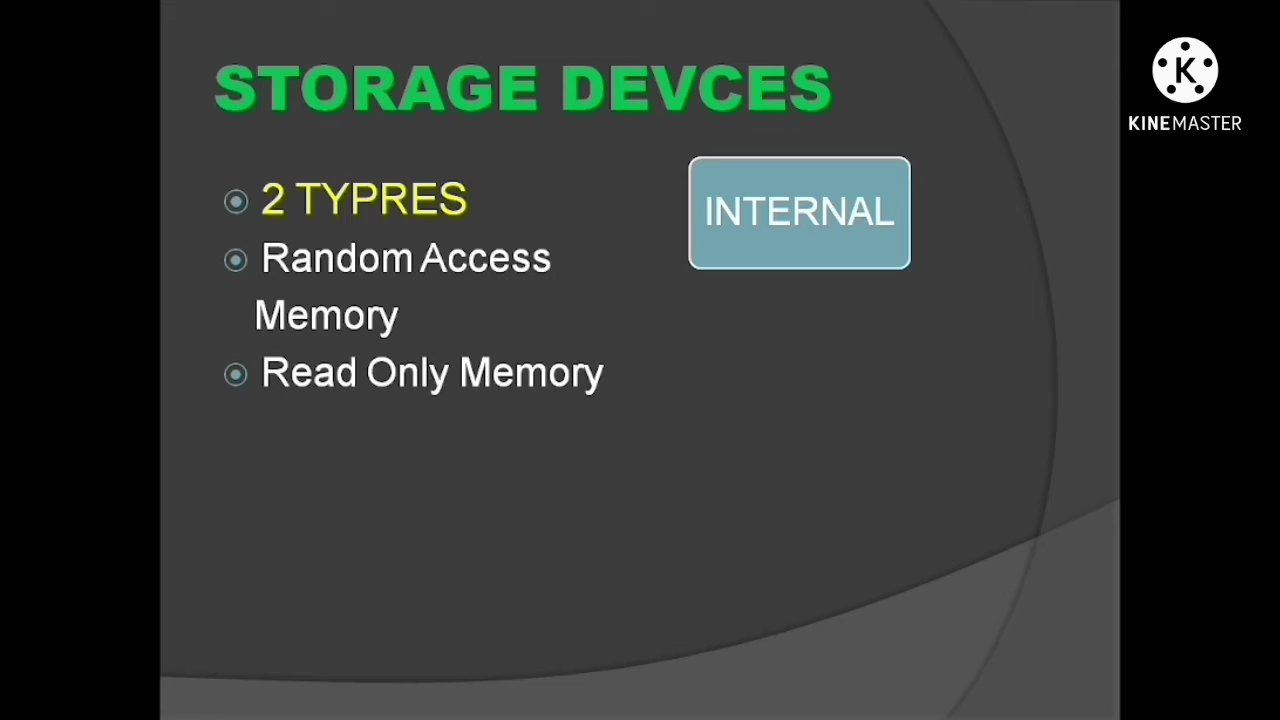 STORAGE DEVCES
2 TYPRES
Random Access
Memory
Read Only Memory
INTERNAL
K
KINEMASTER